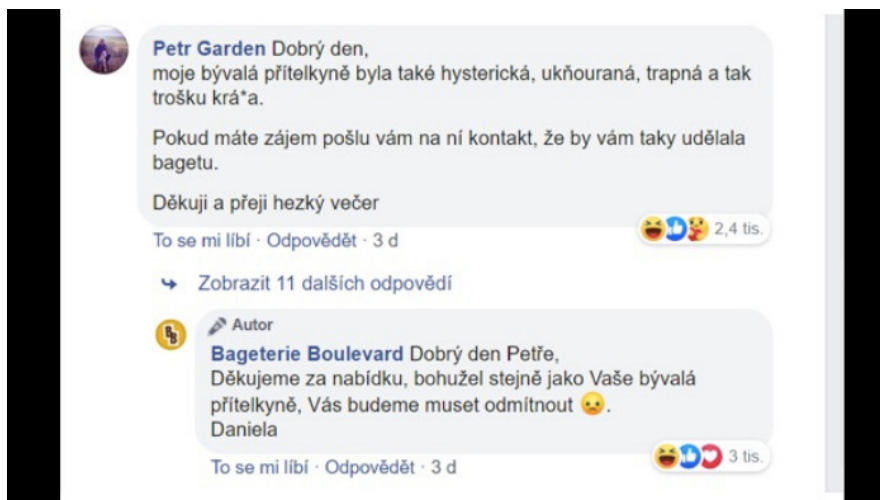 Petr Garden Dobrý den,
moje bývalá přítelkyně byla také hysterická, ukňouraná, trapná a tak
trošku krá*a.
Pokud máte zájem pošlu vám na ní kontakt, že by vám taky udělala
bagetu.
Děkuji a přeji hezký večer
2,4 tis.
To se mi líbí · Odpovědět · 3 d
Zobrazit 11 dalších odpovědí
BB
Autor
Bageterie Boulevard Dobrý den Petře,
Děkujeme za nabídku, bohužel stejně jako Vaše bývalá
přítelkyně, Vás budeme muset odmítnout 😞.
Daniela
3 tis.
To se mi líbí · Odpovědět · 3 d